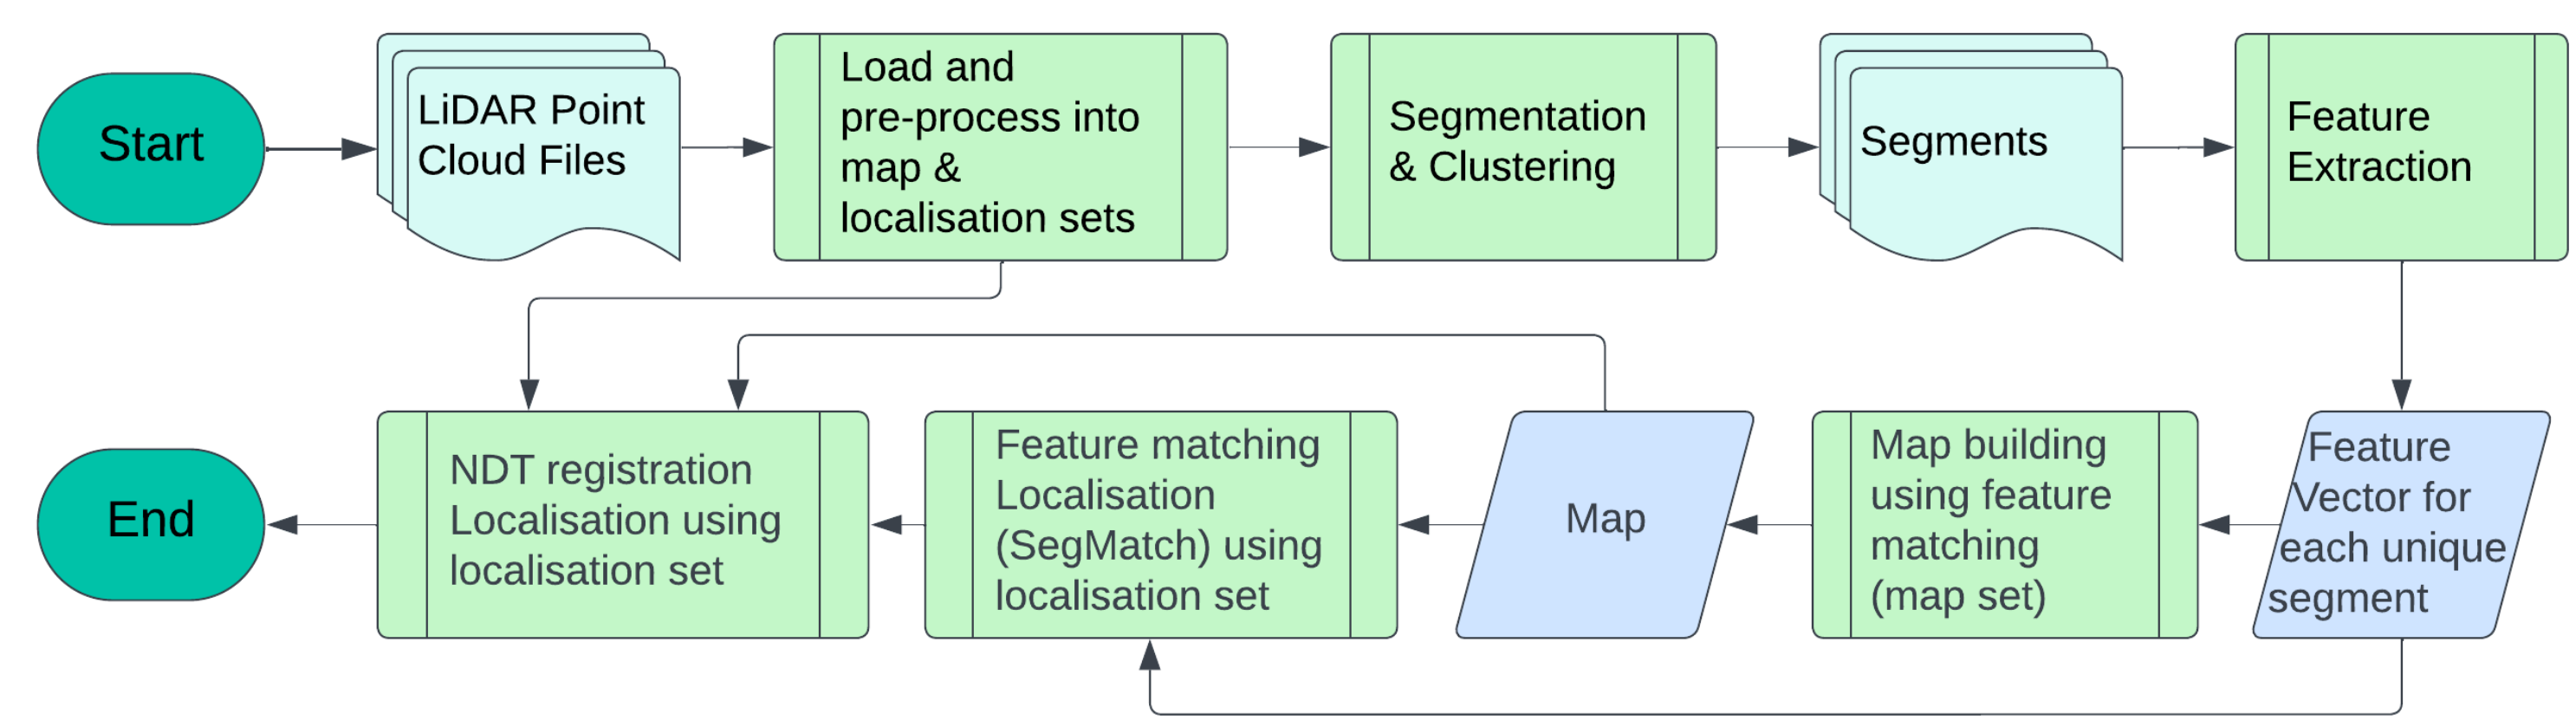 Start
LiDAR Point
Cloud Files
Load and
pre-process into
map &
localisation sets
Segmentation
& Clustering
Segments
Feature
Extraction
End
NDT registration
Localisation using
localisation set
Feature matching
Localisation
(SegMatch) using
localisation set
Map
Map building
using feature
matching
(map set)
Feature
Vector for
each unique
segment